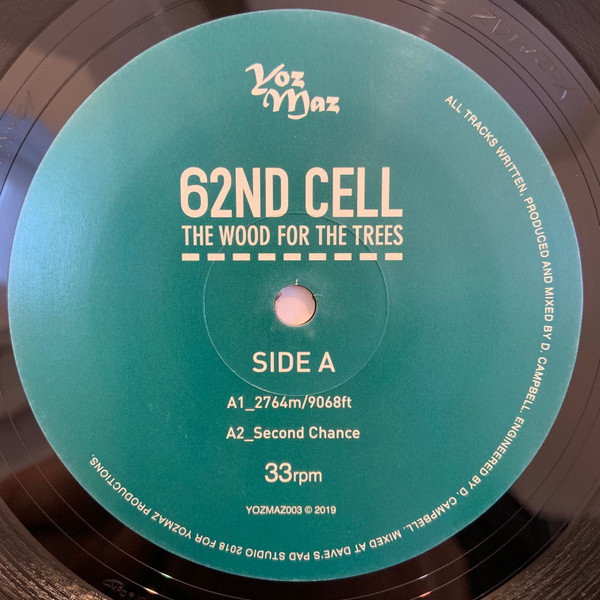 Yoz
Maz
62ND CELL
THE WOOD FOR THE TREES
SIDE A
A1_2764m/9068ft
A2_Second Chance
33rpm
YOZMAZ003 © 2019
ALL TRACKS WRITTEN, PRODUCED AND MIXED BY D. CAMPBELL. ENGINEERED BY D. CAMPBELL. MIXED AT DAVE'S PAD STUDIO 2018 FOR YOZMAZ PRODUCTIONS.